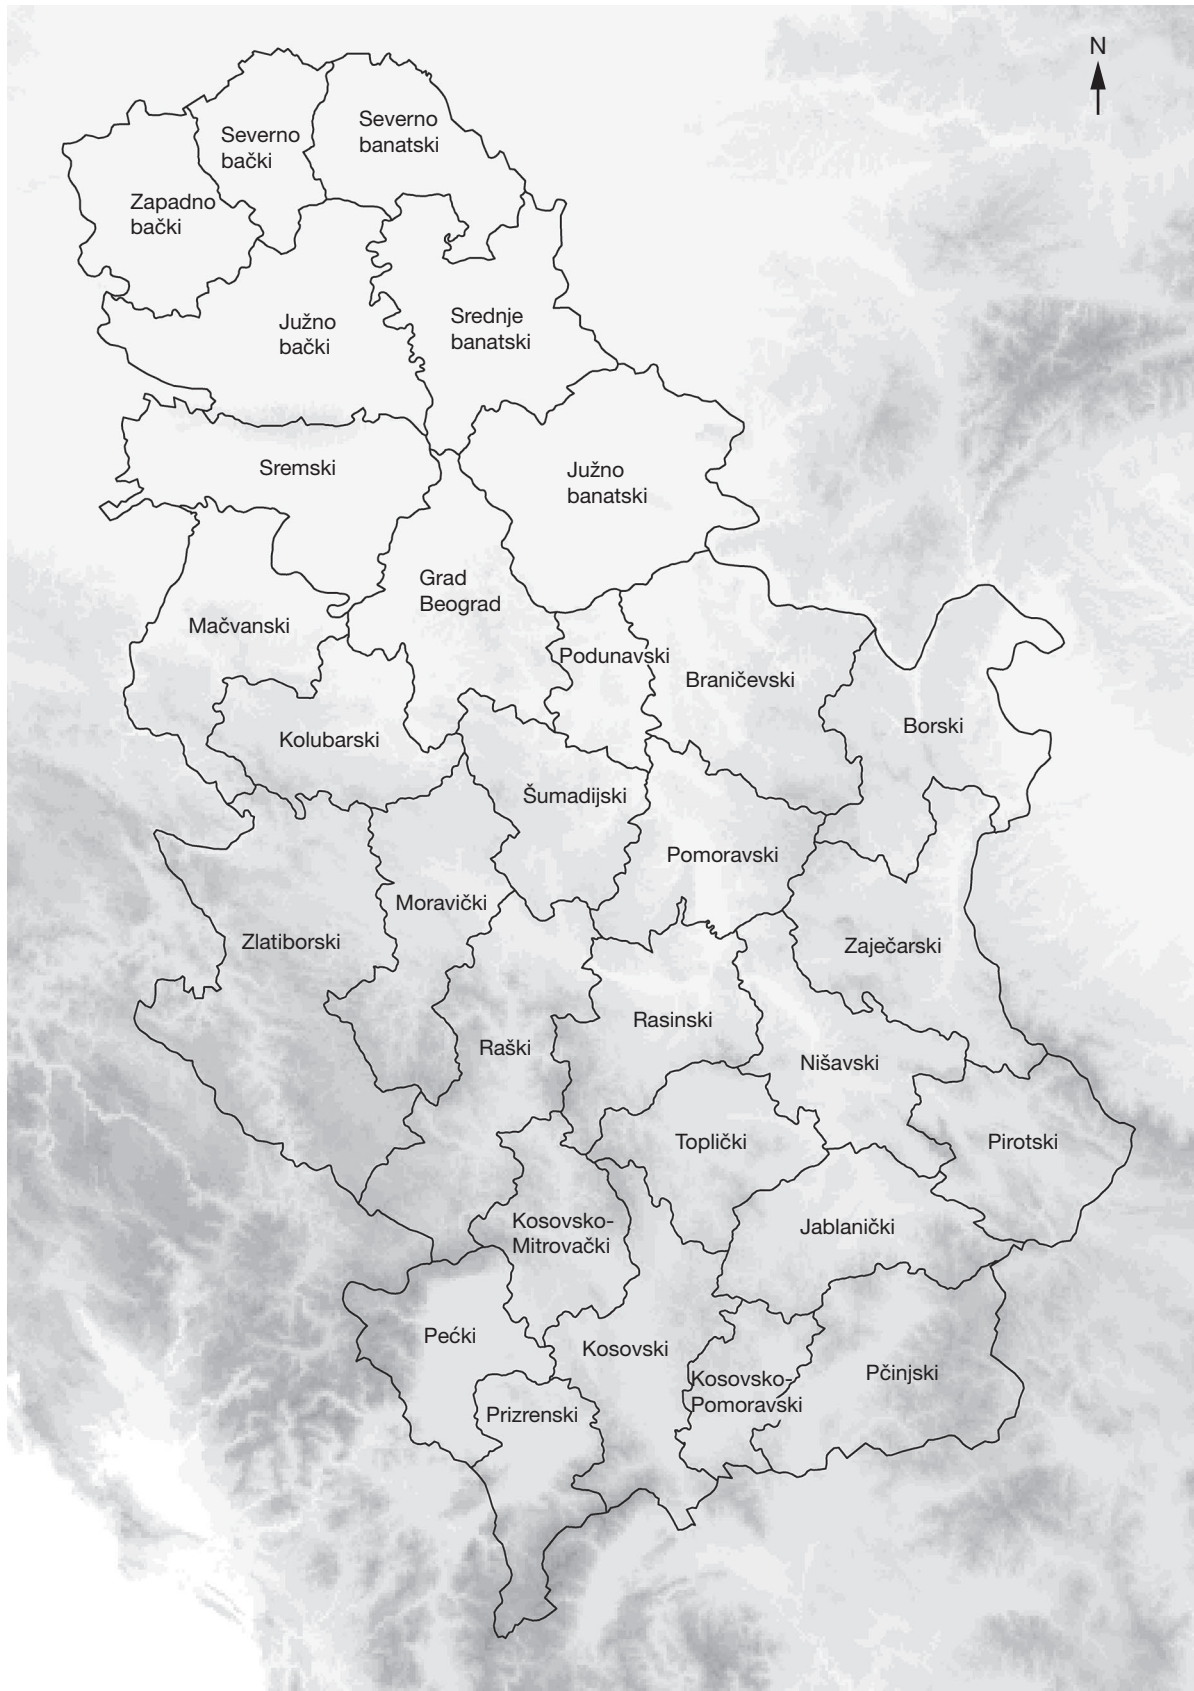 N
Severno
banatski
Severno
bački
Zapadno
bački
Južno
bački
Srednje
banatski
Sremski
Južno
banatski
Grad
Beograd
Mačvanski
Podunavski
Braničevski
Borski
Kolubarski
Šumadijski
Pomoravski
Moravički
Zlatiborski
Zaječarski
Rasinski
Raški
Nišavski
Toplički
Pirotski
Kosovsko-
Mitrovački
Jablanički
Pećki
Kosovski
Kosovsko-
Pomoravski
Pčinjski
Prizrenski